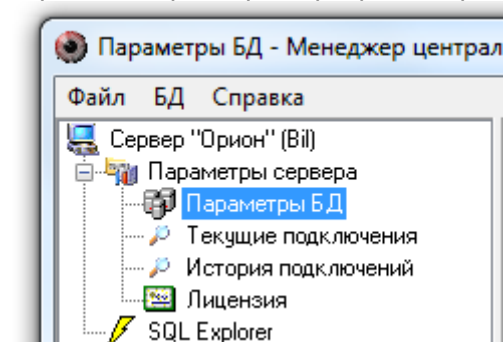 Параметры БД - Менеджер централ
Файл БД Справка
Сервер "Орион" (Bil)
Параметры сервера
Параметры БД
Текущие подключения
История подключений
Лицензия
SQL Explorer